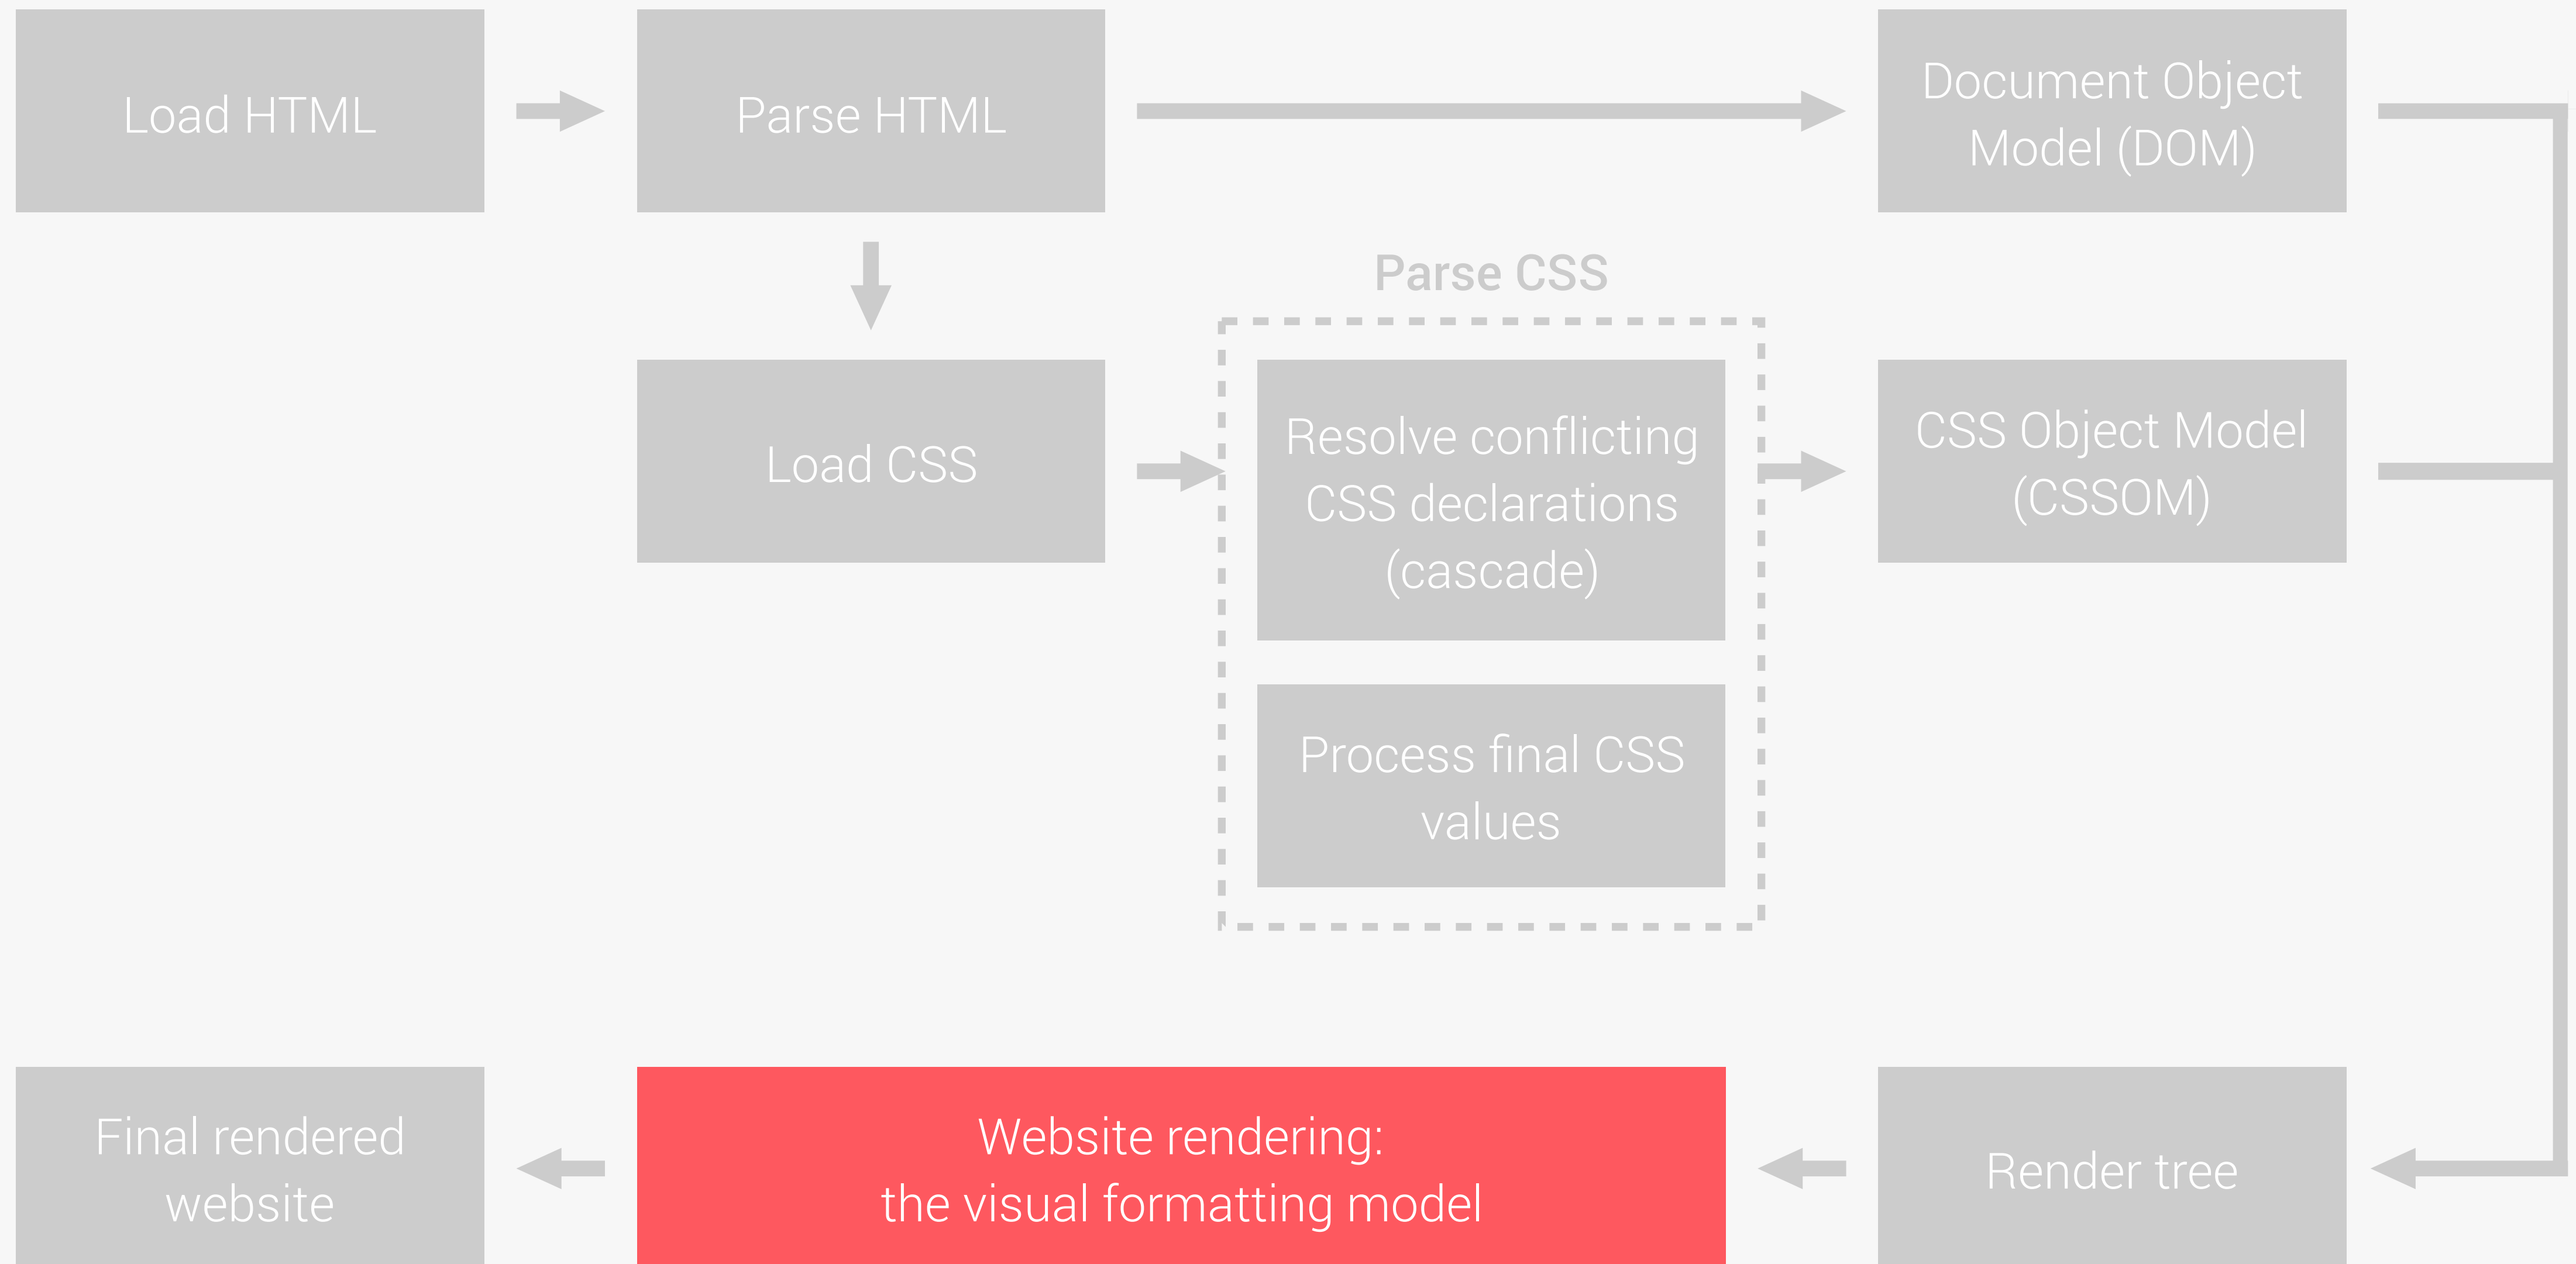 Load HTML
Parse HTML
Document Object
Model (DOM)
Parse CSS
Load CSS
Resolve conflicting
CSS declarations
(cascade)
CSS Object Model
(CSSOM)
Process final CSS
values
Final rendered
website
Website rendering:
the visual formatting model
Render tree